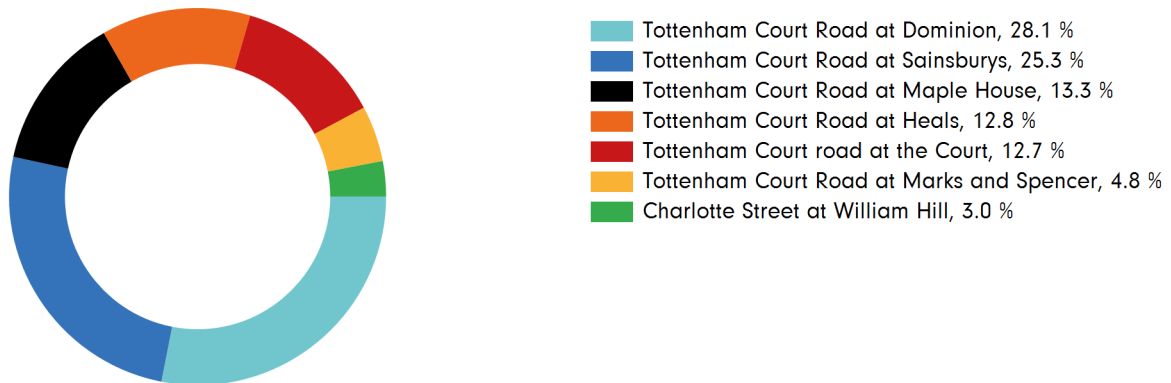 Tottenham Court Road at Dominion, 28.1 %
Tottenham Court Road at Sainsburys, 25.3 %
Tottenham Court Road at Maple House, 13.3 %
Tottenham Court Road at Heals, 12.8 %
Tottenham Court road at the Court, 12.7 %
Tottenham Court Road at Marks and Spencer, 4.8 %
Charlotte Street at William Hill, 3.0 %